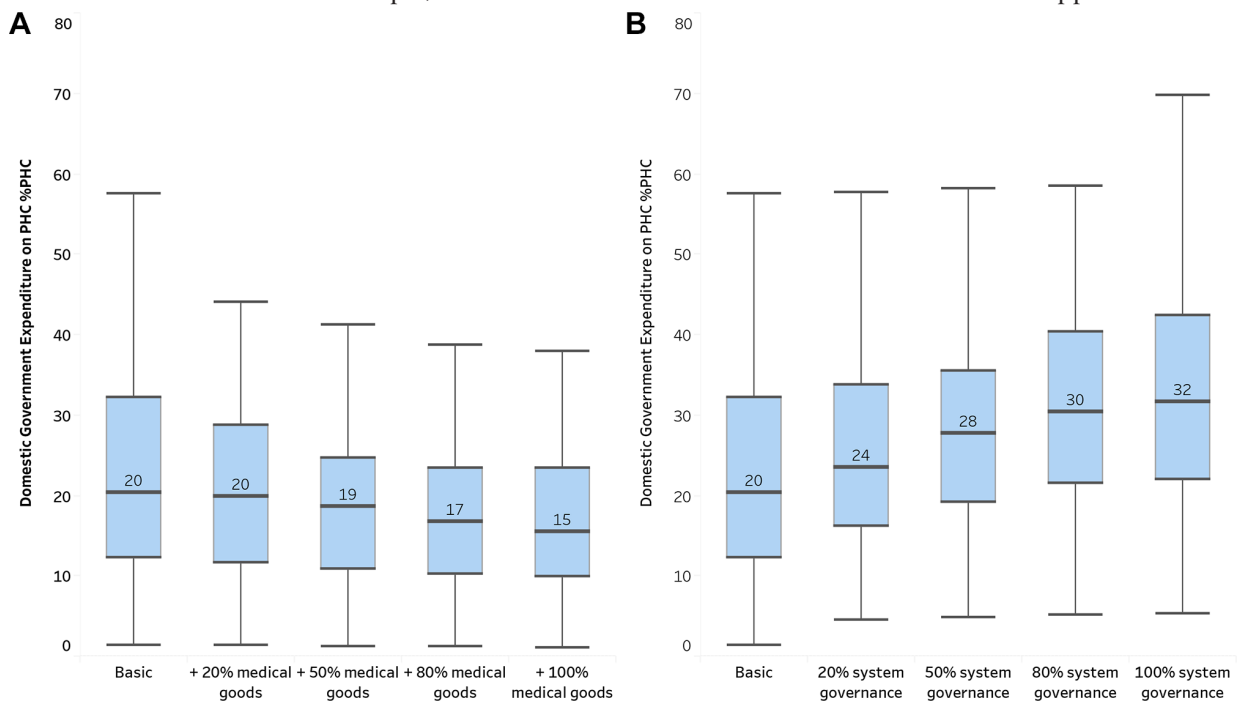 A
80
70
60
50
40
30
20
10
0
Domestic Government Expenditure on PHC %PHC
20
20
19
17
15
Basic
+ 20% medical
goods
+ 50% medical
goods
+ 80% medical
goods
+ 100%
medical goods
B
80
70
60
50
40
30
20
10
0
Domestic Government Expenditure on PHC %PHC
20
24
28
30
32
Basic
20% system
governance
50% system
governance
80% system
governance
100% system
governance